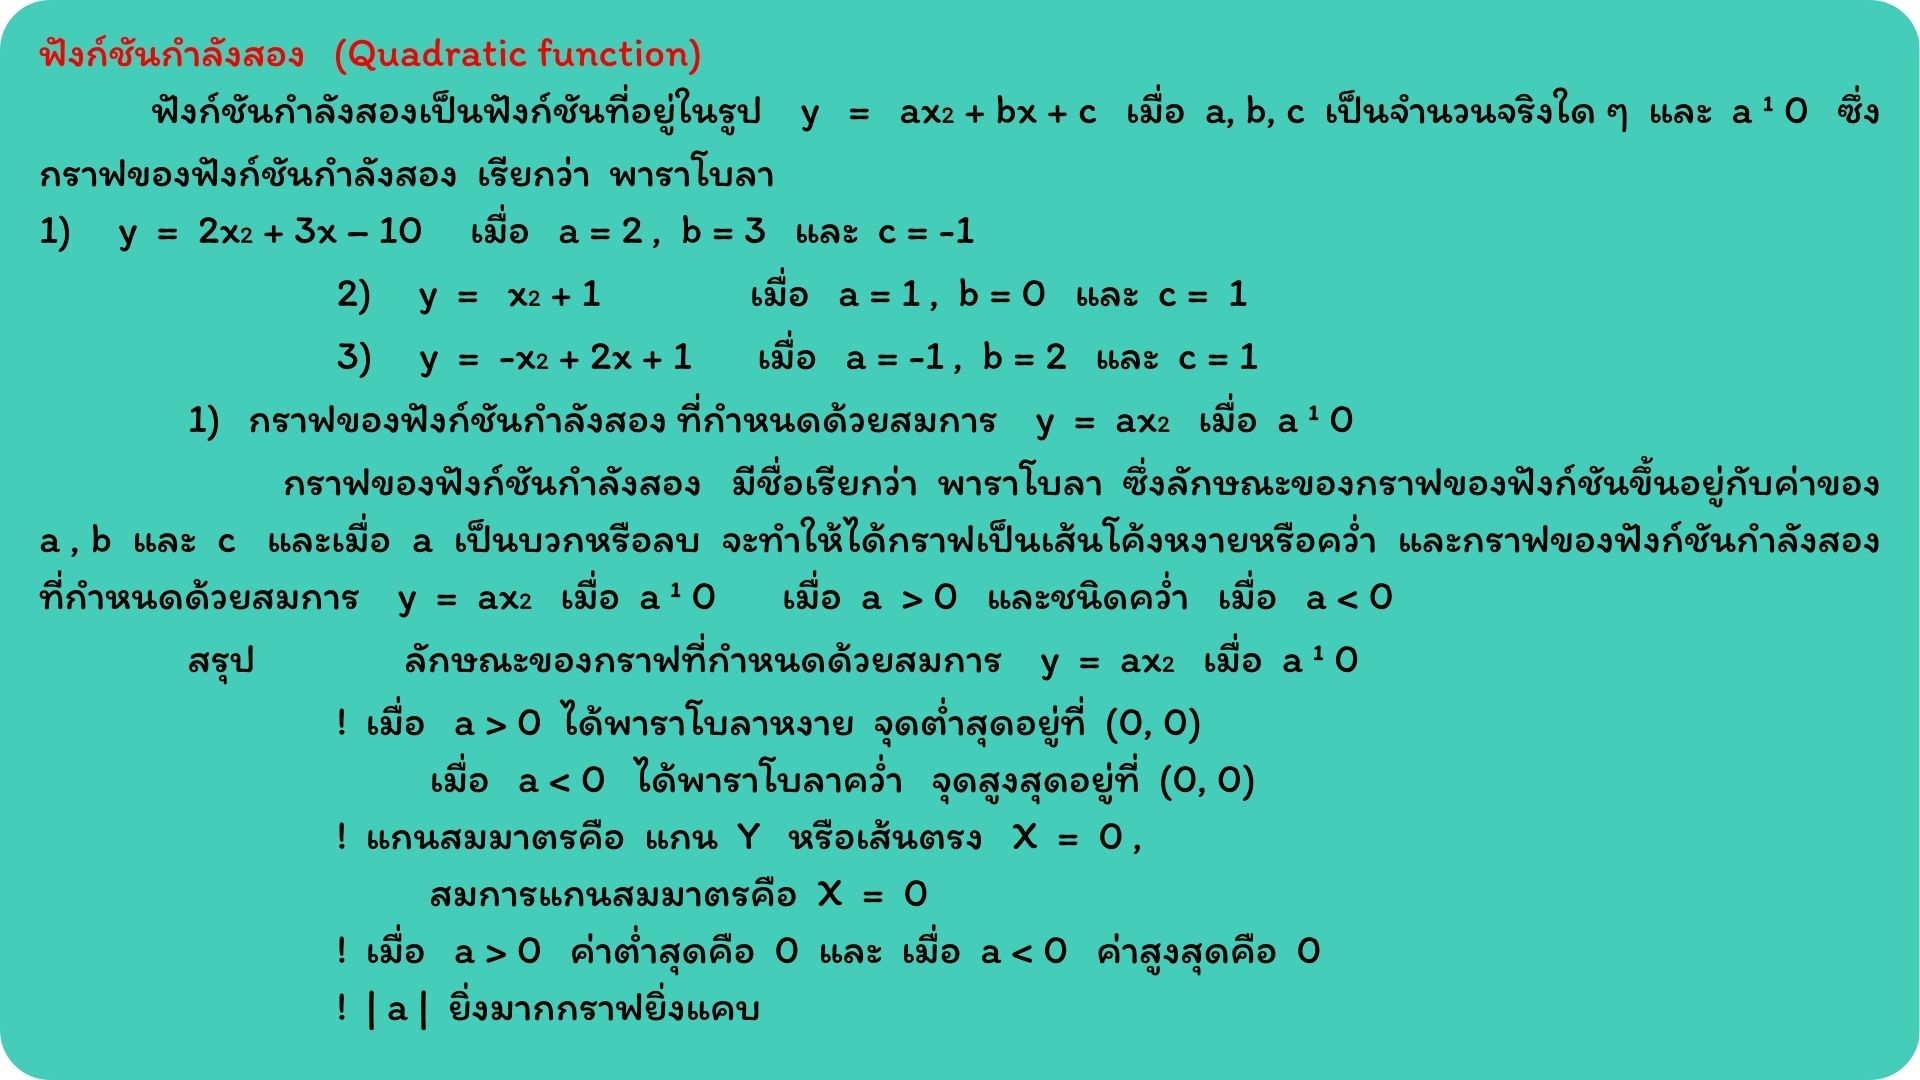 ฟังก์ชันกำลังสอง (Quadratic function)
ฟังก์ชันกำลังสองเป็นฟังก์ชันที่อยู่ในรูป y = ax2 + bx + c เมื่อ a, b, c เป็นจำนวนจริงใด ๆ และ a ¹ 0 ซึ่ง
กราฟของฟังก์ชันกำลังสอง เรียกว่า พาราโบลา
1) y = 2x2 + 3x – 10 เมื่อ a = 2 , b = 3 และ c = -1
2) y = x2 + 1 เมื่อ a = 1 , b = 0 และ c = 1
3) y = -x2 + 2x + 1 เมื่อ a = -1 , b = 2 และ c = 1
1) กราฟของฟังก์ชันกำลังสอง ที่กำหนดด้วยสมการ y = ax2 เมื่อ a ¹ 0
กราฟของฟังก์ชันกำลังสอง มีชื่อเรียกว่า พาราโบลา ซึ่งลักษณะของกราฟของฟังก์ชันขึ้นอยู่กับค่าของ
a , b และ c และเมื่อ a เป็นบวกหรือลบ จะทำให้ได้กราฟเป็นเส้นโค้งหงายหรือคว่ำ และกราฟของฟังก์ชันกำลังสอง
ที่กำหนดด้วยสมการ y = ax2 เมื่อ a ¹ 0 เมื่อ a > 0 และชนิดคว่ำ เมื่อ a < 0
สรุป ลักษณะของกราฟที่กำหนดด้วยสมการ y = ax2 เมื่อ a ¹ 0
! เมื่อ a > 0 ได้พาราโบลาหงาย จุดต่ำสุดอยู่ที่ (0, 0)
เมื่อ a < 0 ได้พาราโบลาคว่ำ จุดสูงสุดอยู่ที่ (0, 0)
! แกนสมมาตรคือ แกน Y หรือเส้นตรง X = 0 ,
สมการแกนสมมาตรคือ X = 0
! เมื่อ a > 0 ค่าต่ำสุดคือ 0 และ เมื่อ a < 0 ค่าสูงสุดคือ 0
! | a | ยิ่งมากกราฟยิ่งแคบ